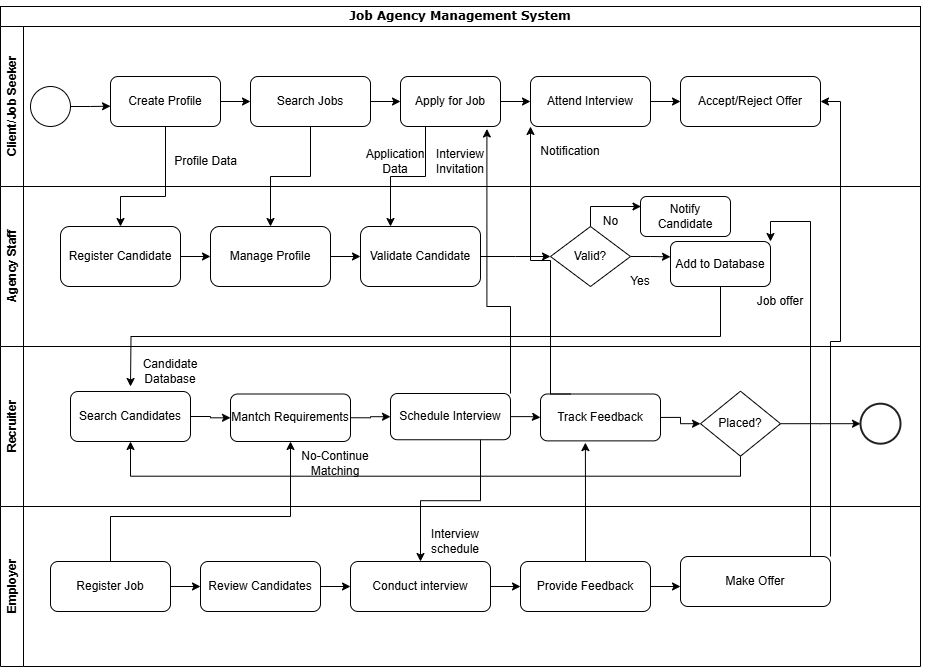 Job Agency Management System
Client/Job Seeker
Create Profile
Search Jobs
Apply for Job
Attend Interview
Accept/Reject Offer
Profile Data
Application
Data
Interview
Invitation
Notification
Agency Staff
Register Candidate
Manage Profile
Validate Candidate
Valid?
No
Notify
Candidate
Yes
Add to Database
Job offer
Recruiter
Candidate
Database
Search Candidates
Mantch Requirements
Schedule Interview
Track Feedback
Placed?
No-Continue
Matching
Employer
Interview
schedule
Register Job
Review Candidates
Conduct interview
Provide Feedback
Make Offer